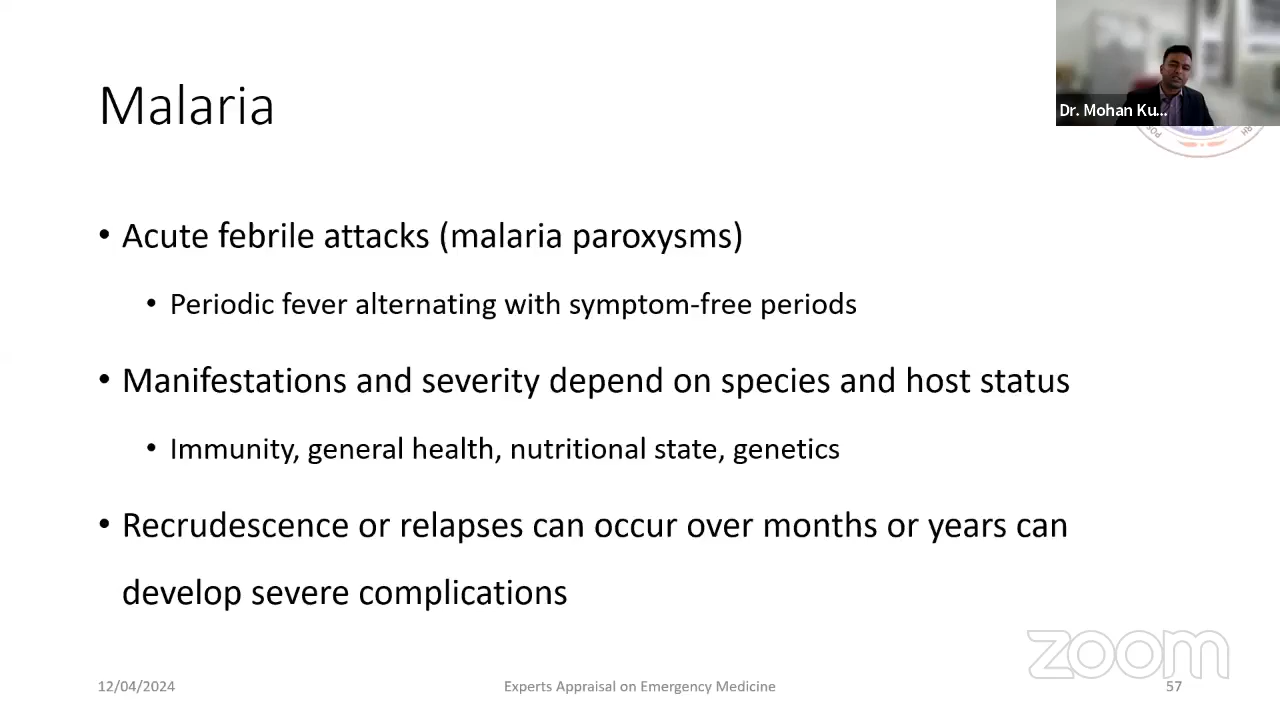 Dr. Mohan Ku...
Malaria
• Acute febrile attacks (malaria paroxysms)
• Periodic fever alternating with symptom-free periods
• Manifestations and severity depend on species and host status
• Immunity, general health, nutritional state, genetics
• Recrudescence or relapses can occur over months or years can
develop severe complications
zoom
12/04/2024
Experts Appraisal on Emergency Medicine
57